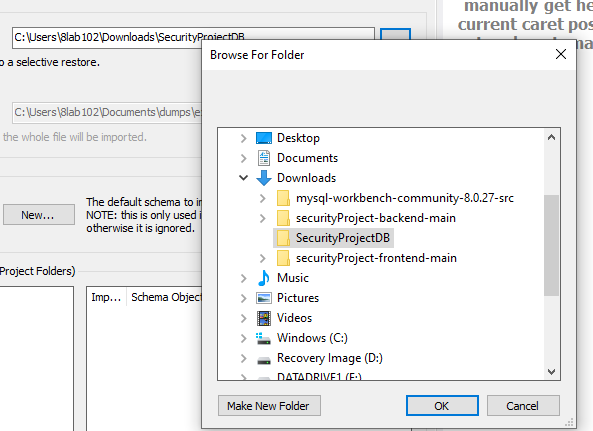 manually get he
current caret pos
C:\Users\8lab102\Downloads\SecurityProjectDB
Browse For Folder
o a selective restore.
C:\Users\8lab102\Documents\dumps\e
the whole file will be imported.
Desktop
Documents
Downloads
mysql-workbench-community-8.0.27-src
securityProject-backend-main
SecurityProjectDB
securityProject-frontend-main
Music
Pictures
Videos
Windows (C:)
Recovery Image (D:)
DATADRIVE1 (E:)
New...
The default schema to i
NOTE: this is only used i
otherwise it is ignored.
Project Folders)
Imp... Schema Object
Make New Folder
OK
Cancel